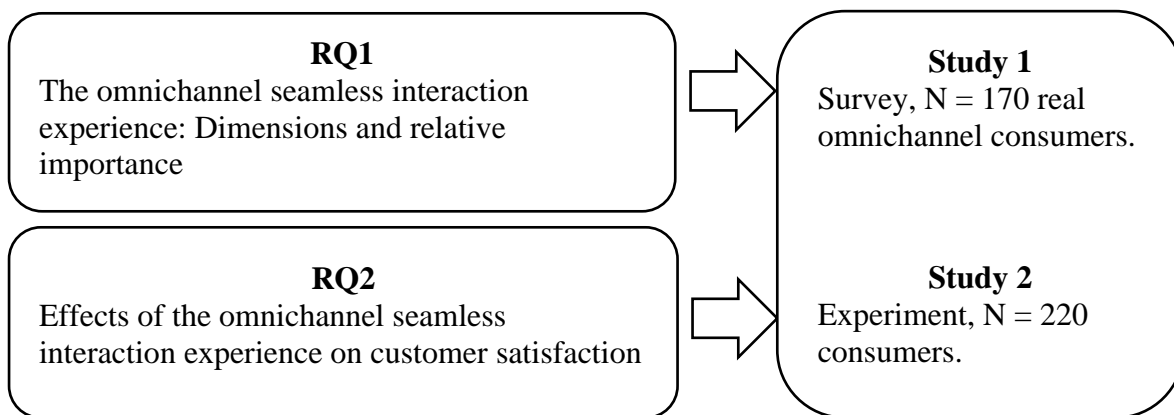 RQ1
The omnichannel seamless interaction
experience: Dimensions and relative
importance
Study 1
Survey, N = 170 real
omnichannel consumers.
RQ2
Effects of the omnichannel seamless
interaction experience on customer satisfaction
Study 2
Experiment, N = 220
consumers.